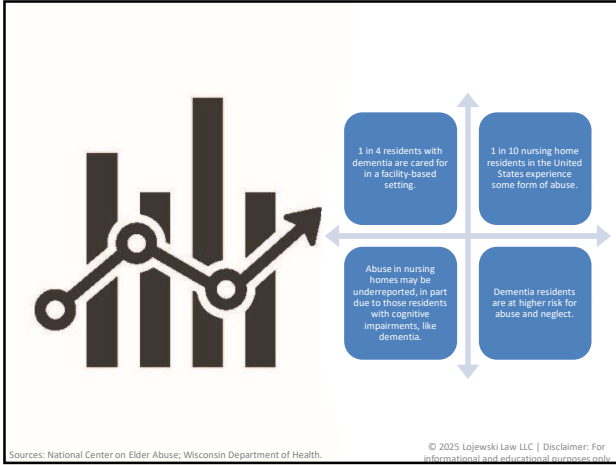 1 in 4 residents with
dementia are cared for
in a facility-based
setting.
1 in 10 nursing home
residents in the United
States experience
some form of abuse.
Abuse in nursing
homes may be
underreported, in part
due to those residents
with cognitive
impairments, like
dementia.
Dementia residents
are at higher risk for
abuse and neglect.
Sources: National Center on Elder Abuse; Wisconsin Department of Health.
© 2025 Lojewski Law LLC | Disclaimer: For
informational and educational purposes only